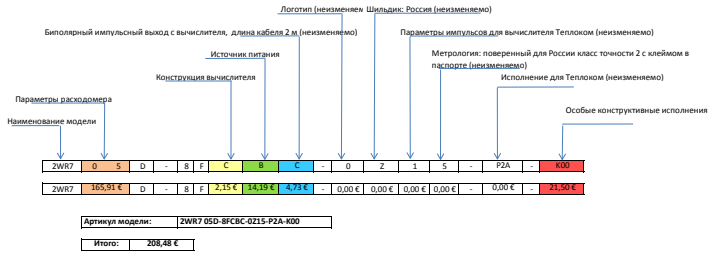 Логотип (неизменяем Шильдик: Россия (неизменяемо)
Биполярный импульсный выход с вычислителя, длина кабеля 2 м (неизменяемо)
Параметры импульсов для вычислителя Теплоком (неизменяемо)
Источник питания
Метрология: поверенный для России класс точности 2 с клеймом в
паспорте (неизменяемо)
Конструкция вычислителя
Исполнение для Теплоком (неизменяемо)
Параметры расходомера
Особые конструктивные исполнения
Наименование модели
2WR7 0 5 D - 8 F C B C - 0 Z 1 5 - P2A - K00
2WR7 165,91 € D - 8 F 2,15 € 14,19 € 4,73 € - 0,00 € 0,00 € 0,00 € 0,00 € - 0,00 € - 21,50 €
Артикул модели: 2WR7 05D-8FCBC-0Z15-P2A-K00
Итого: 208,48 €